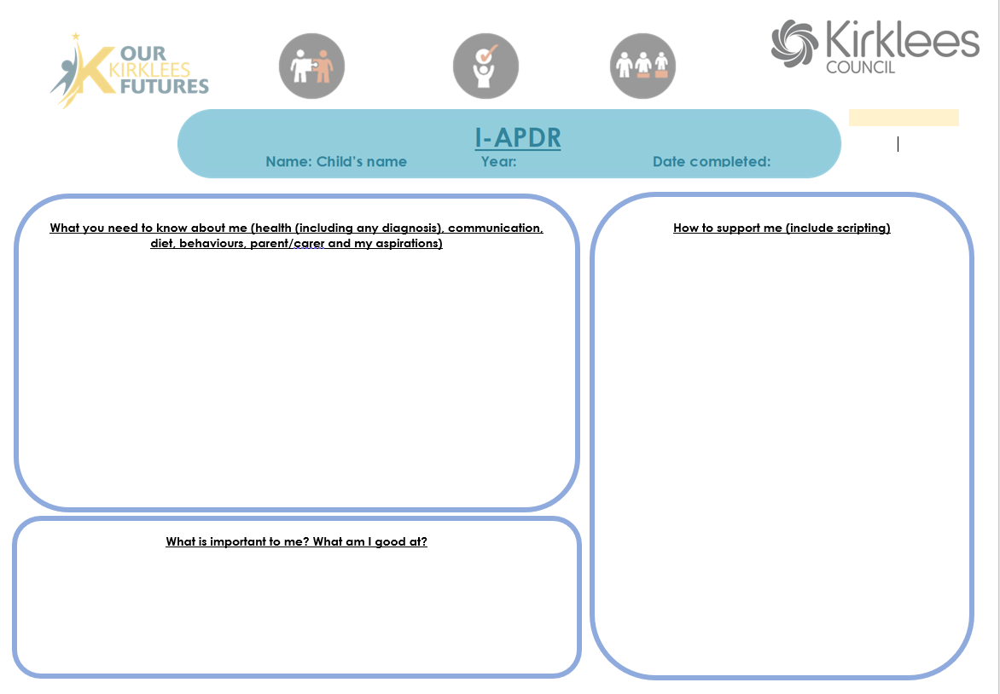 OUR
KIRKLEES
FUTURES
Kirklees
COUNCIL
I-APDR
Name: Child's name Year: Date completed:
What you need to know about me (health (including any diagnosis), communication,
diet, behaviours, parent/carer and my aspirations)
How to support me (include scripting)
What is important to me? What am I good at?